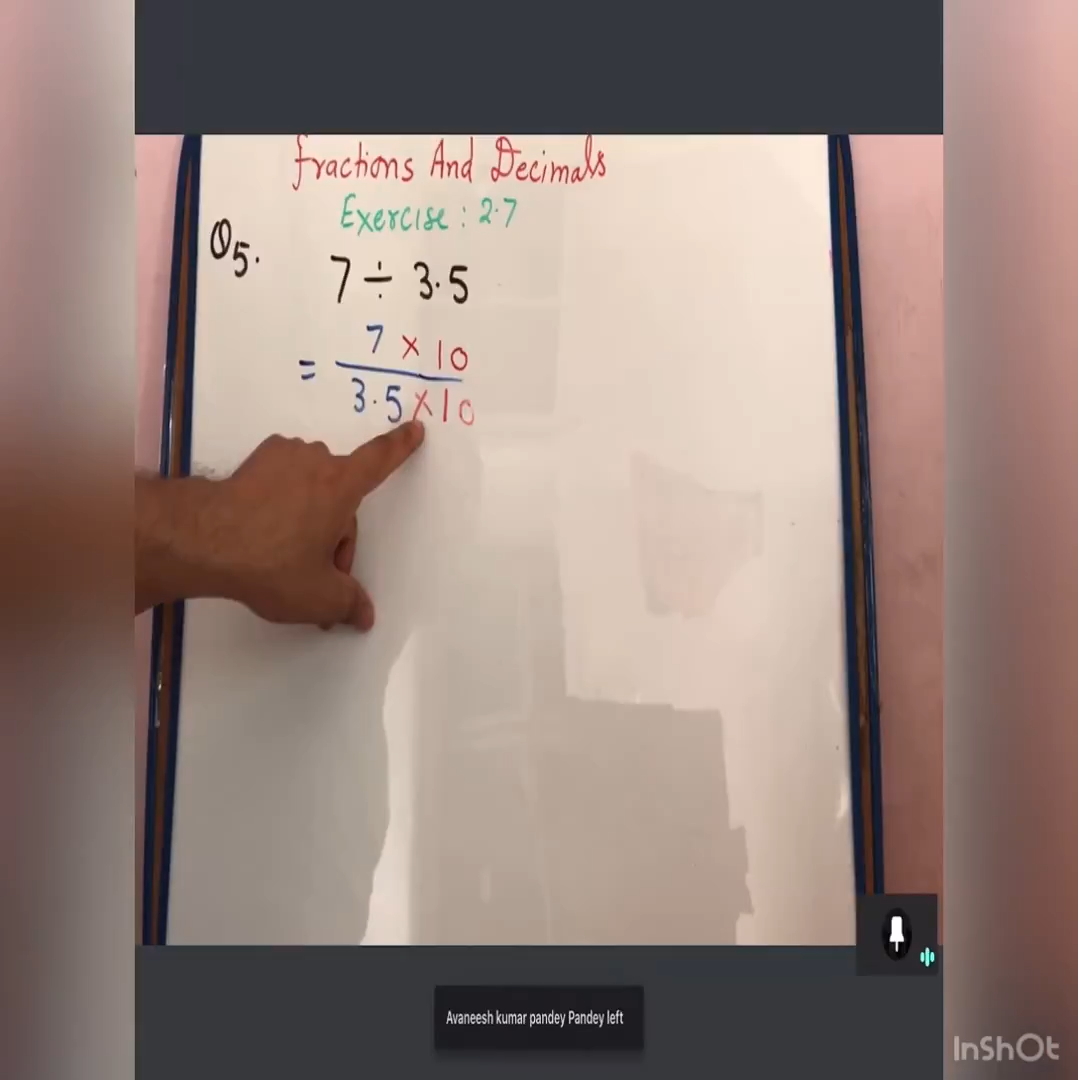 fractions And Decimals
Exercise : 2.7
Q5.
7 ÷ 3.5
= 7 × 10
3.5 × 10
Avaneesh kumar pandey Pandey left
InShOt